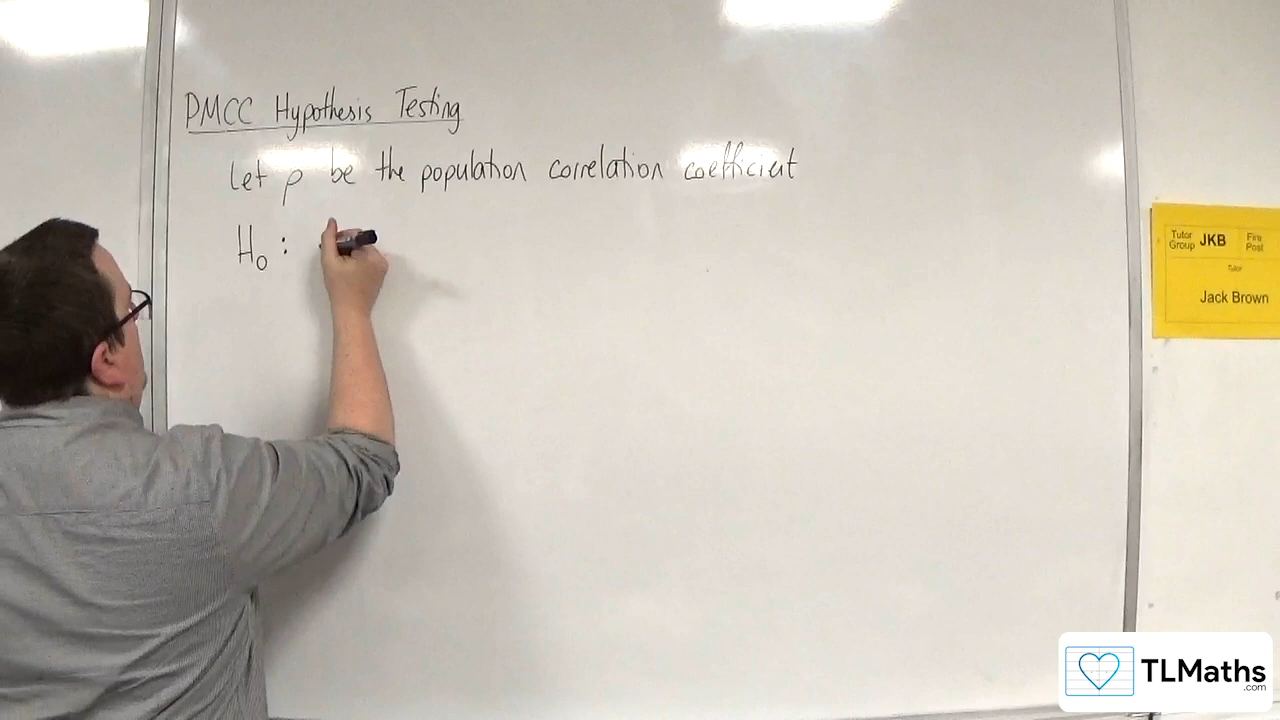 PMCC Hypothesis Testing
Let ρ be the population correlation coefficient
H₀ :
Tutor Group JKB Fire Post
Tutor
Jack Brown
TLMaths
.com